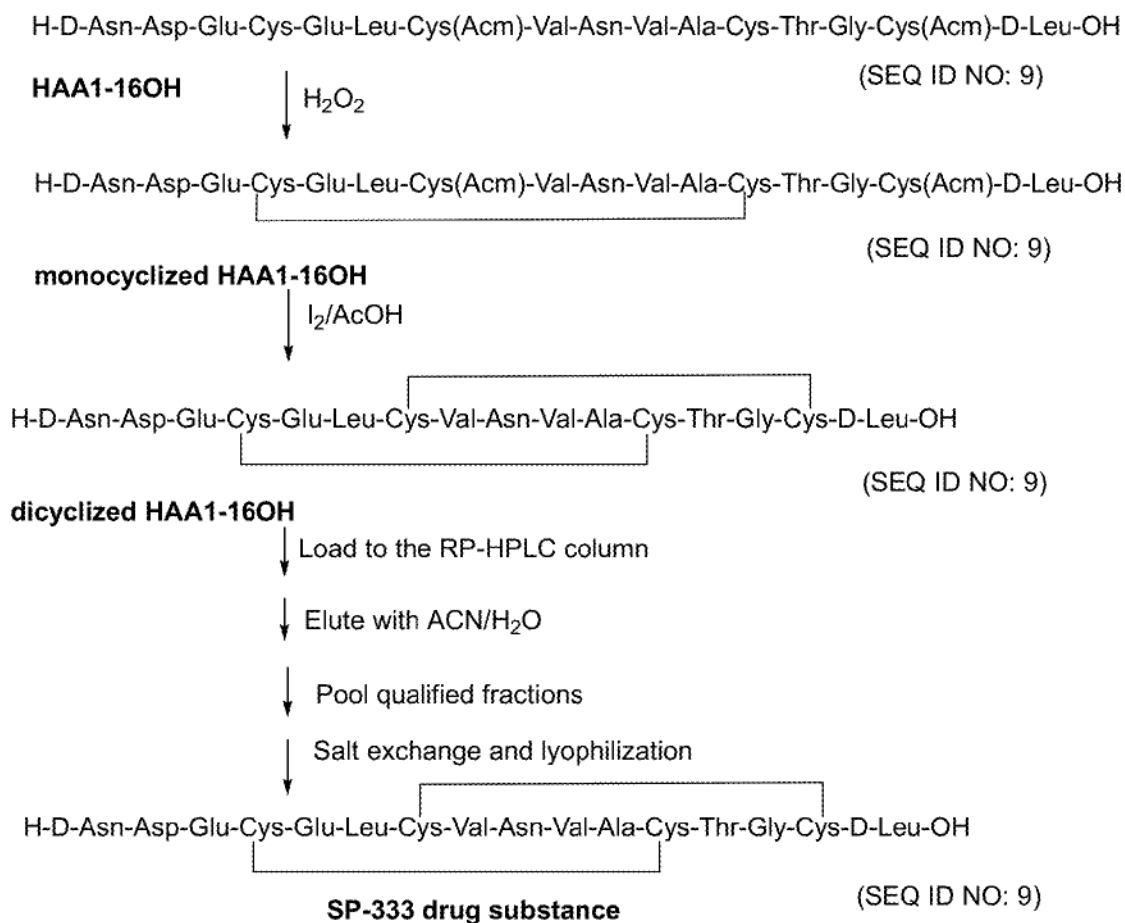 H-D-Asn-Asp-Glu-Cys-Glu-Leu-Cys(Acm)-Val-Asn-Val-Ala-Cys-Thr-Gly-Cys(Acm)-D-Leu-OH
(SEQ ID NO: 9)
HAA1-16OH
H₂O₂
H-D-Asn-Asp-Glu-Cys-Glu-Leu-Cys(Acm)-Val-Asn-Val-Ala-Cys-Thr-Gly-Cys(Acm)-D-Leu-OH
(SEQ ID NO: 9)
monocyclized HAA1-16OH
I₂/AcOH
H-D-Asn-Asp-Glu-Cys-Glu-Leu-Cys-Val-Asn-Val-Ala-Cys-Thr-Gly-Cys-D-Leu-OH
(SEQ ID NO: 9)
dicyclized HAA1-16OH
Load to the RP-HPLC column
Elute with ACN/H₂O
Pool qualified fractions
Salt exchange and lyophilization
H-D-Asn-Asp-Glu-Cys-Glu-Leu-Cys-Val-Asn-Val-Ala-Cys-Thr-Gly-Cys-D-Leu-OH
(SEQ ID NO: 9)
SP-333 drug substance